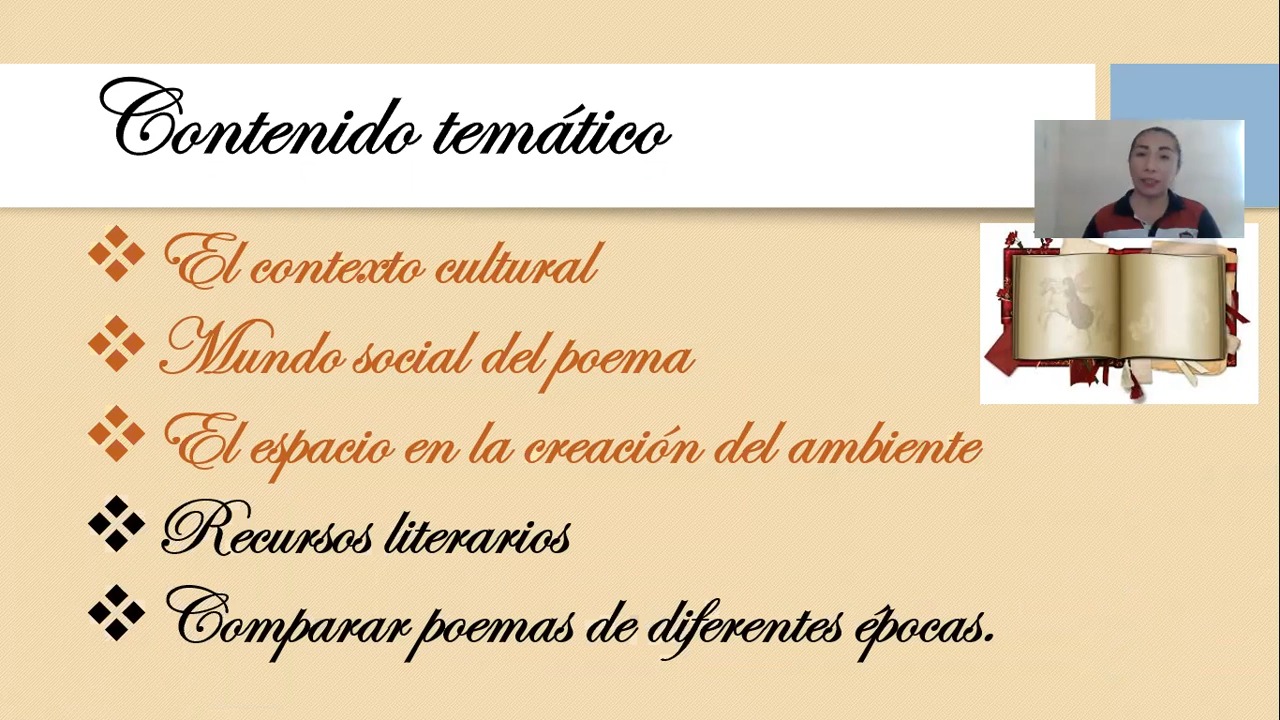 Contenido temático
El contexto cultural
Mundo social del poema
El espacio en la creación del ambiente
Recursos literarios
Comparar poemas de diferentes épocas.